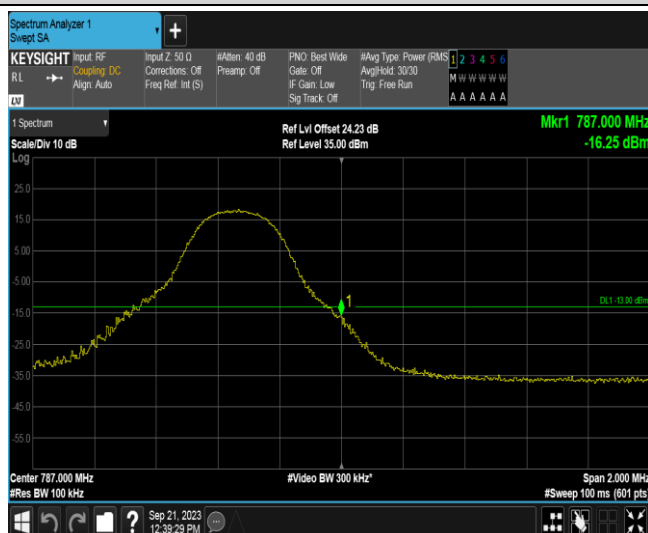 Spectrum Analyzer 1
Swept SA
+
KEYSIGHT
RL
LXI
Input: RF
Coupling: DC
Align: Auto
Input Z: 50 Ω
Corrections: Off
Freq Ref: Int (S)
#Atten: 40 dB
Preamp: Off
PNO: Best Wide
Gate: Off
IF Gain: Low
Sig Track: Off
#Avg Type: Power (RMS
Avg|Hold: 30/30
Trig: Free Run
1 2 3 4 5 6
M W W W W W
A A A A A A
1 Spectrum
Scale/Div 10 dB
Log
Ref Lvl Offset 24.23 dB
Ref Level 35.00 dBm
Mkr1 787.000 MHz
-16.25 dBm
25.0
15.0
5.00
-5.00
-15.0
-25.0
-35.0
-45.0
-55.0
1
DL1 -13.00 dBm
Center 787.000 MHz
#Res BW 100 kHz
#Video BW 300 kHz*
Span 2.000 MHz
#Sweep 100 ms (601 pts)
?
Sep 21, 2023
12:39:29 PM